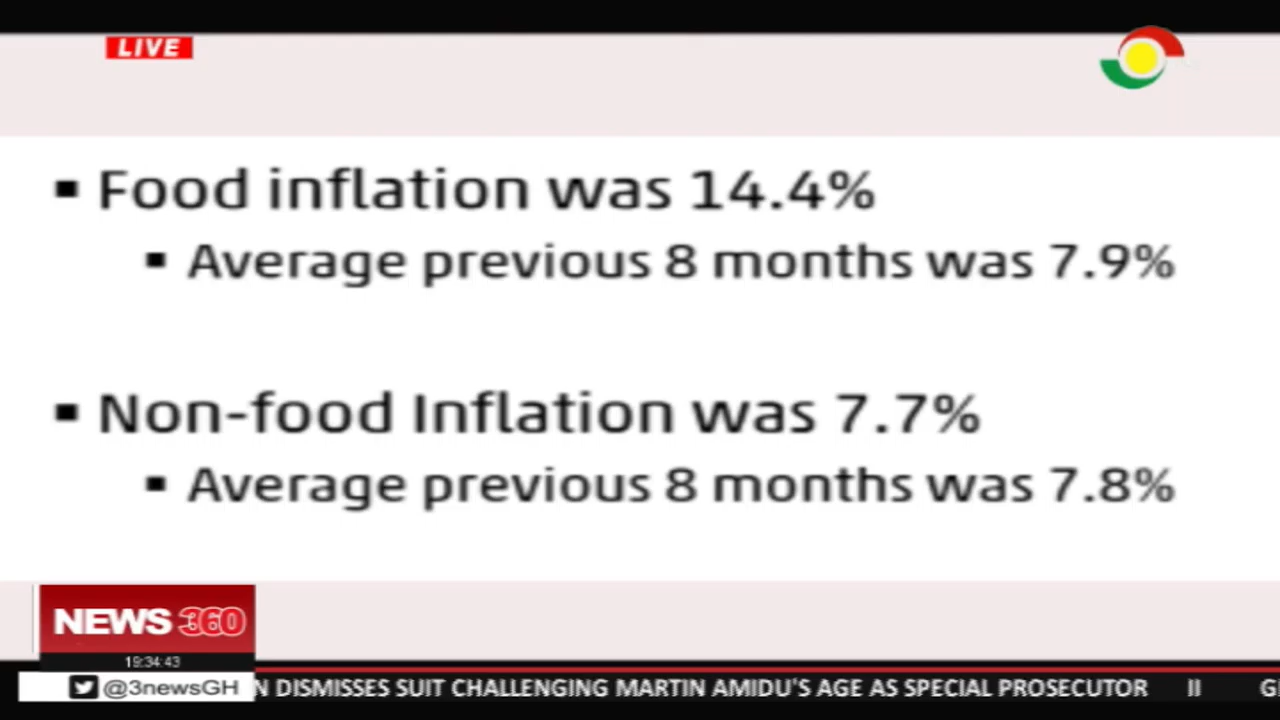 LIVE
▪ Food inflation was 14.4%
▪ Average previous 8 months was 7.9%
▪ Non-food Inflation was 7.7%
▪ Average previous 8 months was 7.8%
NEWS 360
19:34:43
@3newsGH
N DISMISSES SUIT CHALLENGING MARTIN AMIDU'S AGE AS SPECIAL PROSECUTOR II G